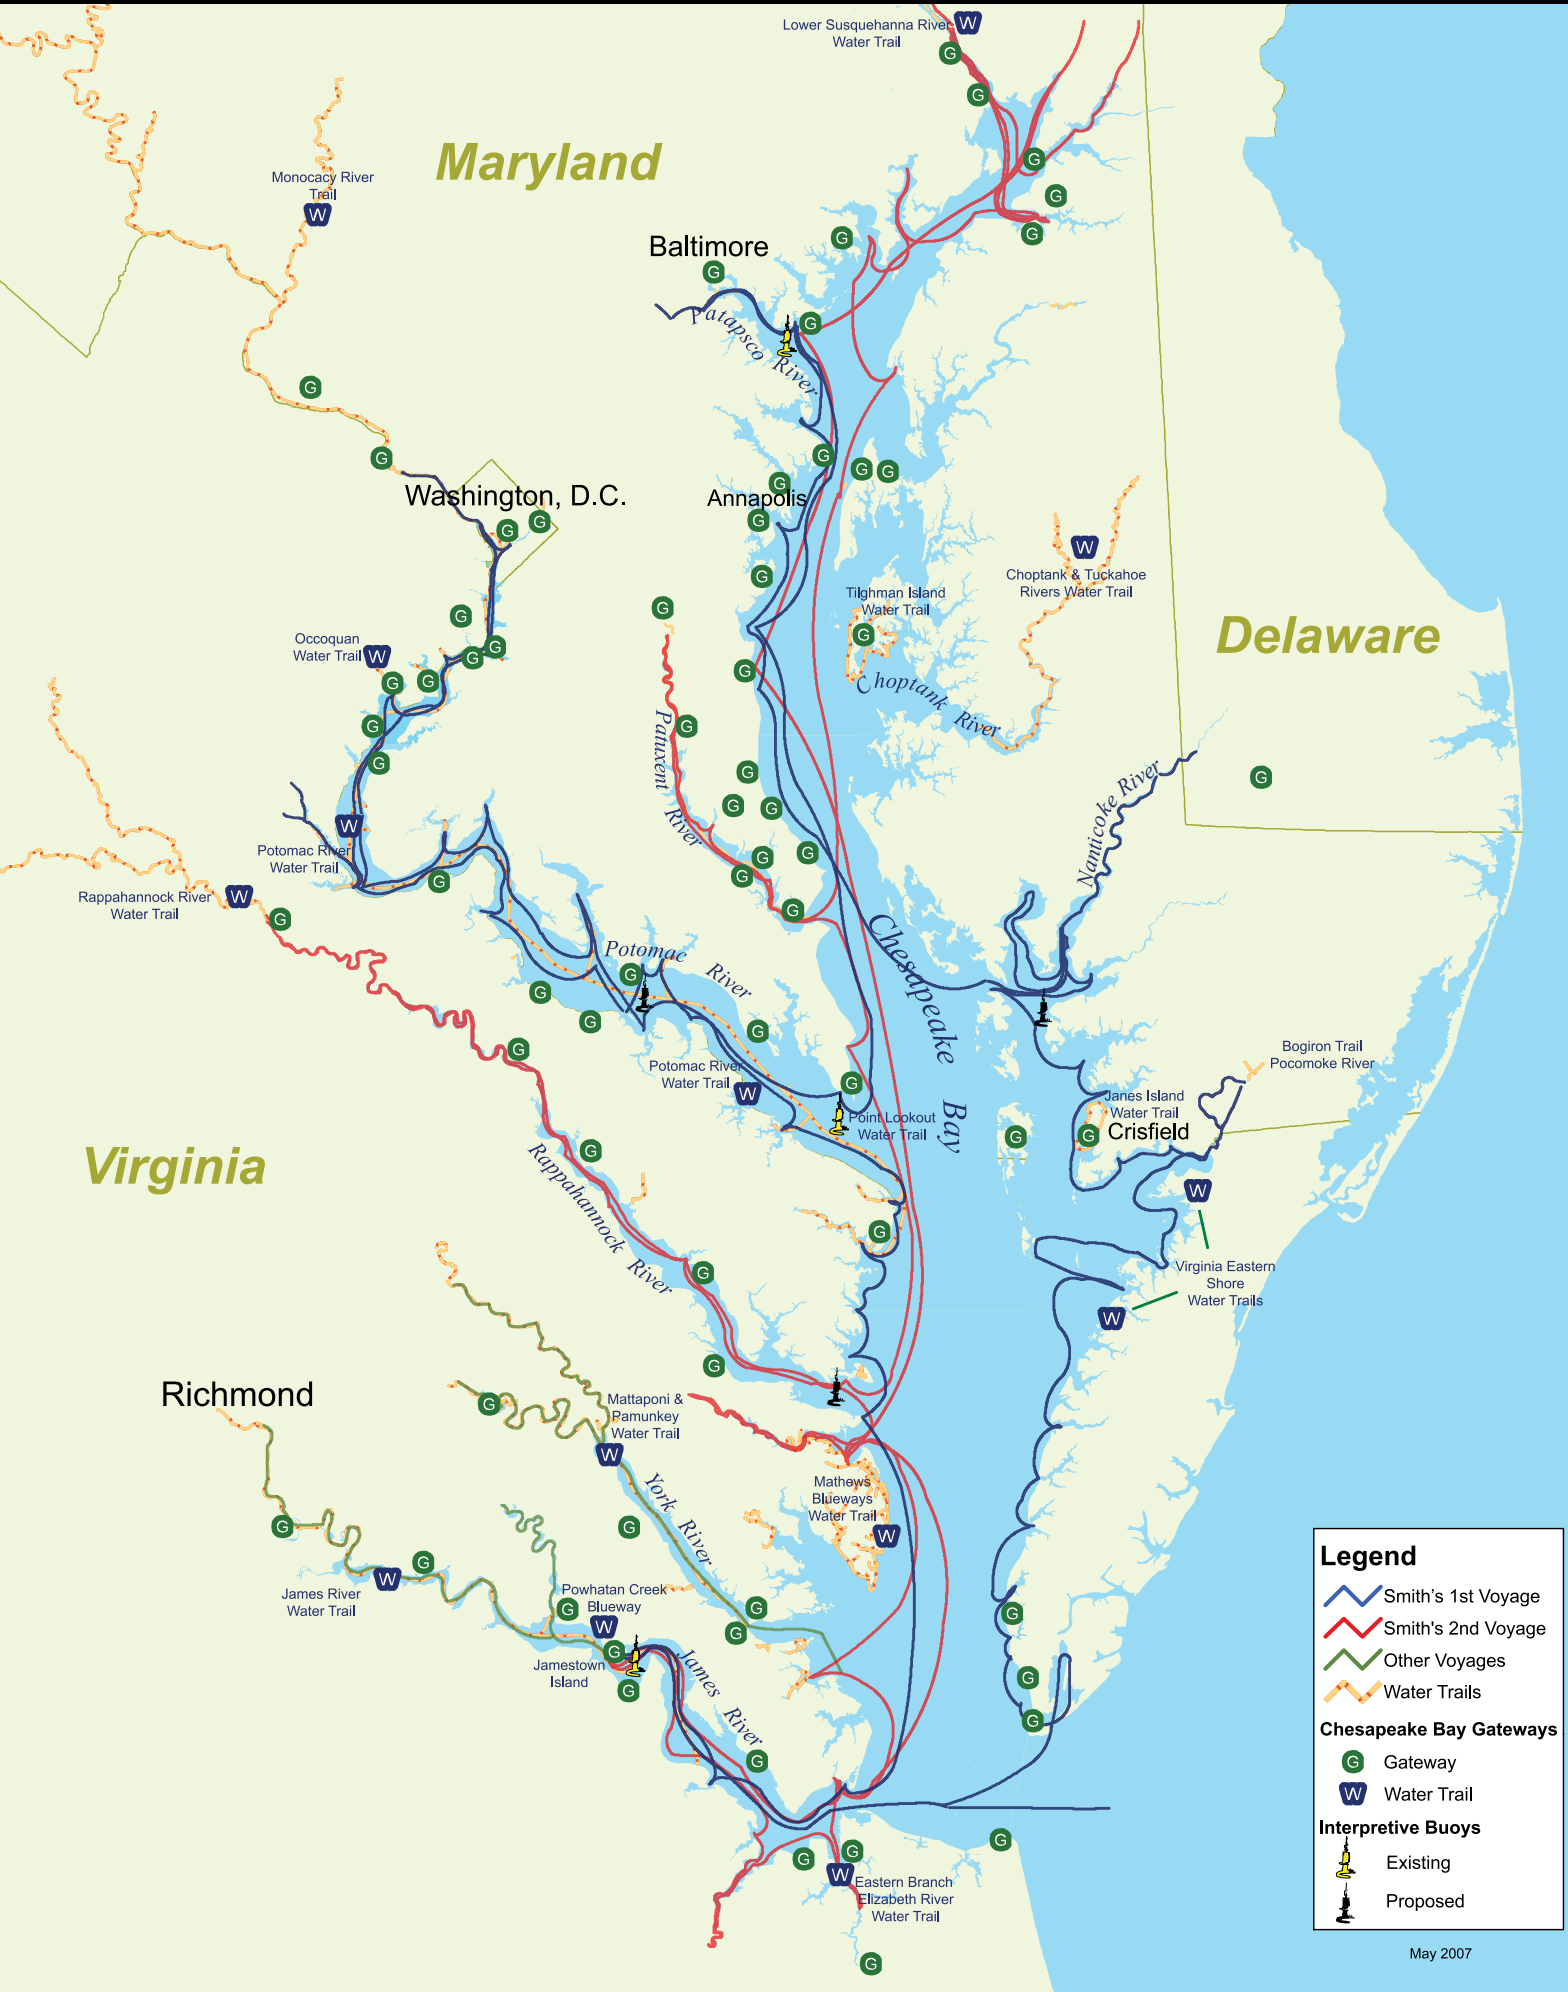 Lower Susquehanna River
Water Trail
W
G
G
Maryland
G
Monocacy River
Trail
W
G
G
G
Baltimore
G
Patapsco River
G
G
G
G
G
G
Washington, D.C.
G
G
G
Annapolis
G
W
Choptank & Tuckahoe
Rivers Water Trail
G
Tilghman Island
Water Trail
G
G
G
Delaware
Occoquan
Water Trail
W
G
G
G
G
G
Choptank River
G
G
Patuxent River
G
G
G
G
G
Nanticoke River
G
W
Potomac River
Water Trail
G
G
G
G
Rappahannock River
Water Trail
W
G
G
Chesapeake Bay
Potomac River
G
G
G
G
G
Bogiron Trail
Pocomoke River
Potomac River
Water Trail
W
G
Point Lookout
Water Trail
Janes Island
Water Trail
G
G
Crisfield
Virginia
G
Rappahannock River
W
G
G
Virginia Eastern
Shore
Water Trails
W
G
Richmond
G
Mattaponi &
Pamunkey
Water Trail
W
York River
Mathews
Blueways
Water Trail
W
G
G
G
James River
Water Trail
W
Powhatan Creek
Blueway
W
G
G
G
G
Jamestown
Island
G
G
James River
G
G
G
G
G
G
G
W
Eastern Branch
Elizabeth River
Water Trail
G
Legend
Smith's 1st Voyage
Smith's 2nd Voyage
Other Voyages
Water Trails
Chesapeake Bay Gateways
G Gateway
W Water Trail
Interpretive Buoys
Existing
Proposed
May 2007